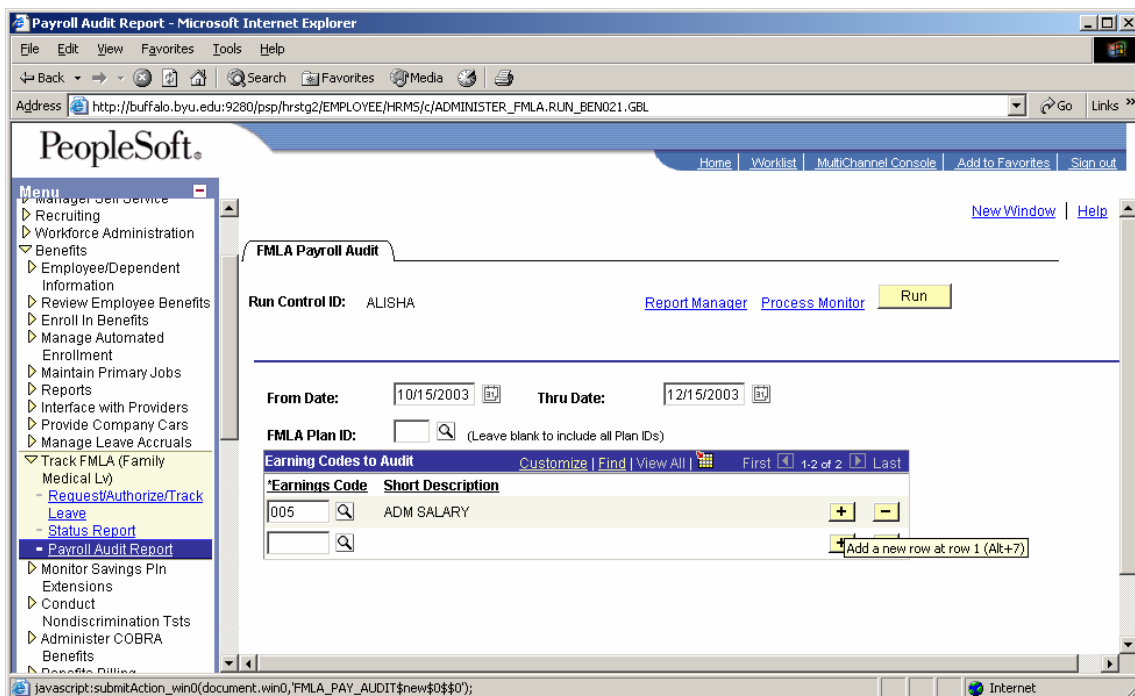 Payroll Audit Report - Microsoft Internet Explorer
File Edit View Favorites Tools Help
Back Search Favorites Media
Address http://buffalo.byu.edu:9280/psp/hrstg2/EMPLOYEE/HRMS/c/ADMINISTER_FMLA.RUN_BEN021.GBL Go Links »
PeopleSoft®
Home | Worklist | MultiChannel Console | Add to Favorites | Sign out
Menu
Manager Self Service
Recruiting
Workforce Administration
Benefits
Employee/Dependent
Information
Review Employee Benefits
Enroll In Benefits
Manage Automated
Enrollment
Maintain Primary Jobs
Reports
Interface with Providers
Provide Company Cars
Manage Leave Accruals
Track FMLA (Family
Medical Lv)
- Request/Authorize/Track
Leave
- Status Report
- Payroll Audit Report
Monitor Savings Pln
Extensions
Conduct
Nondiscrimination Tsts
Administer COBRA
Benefits
Benefits Billing
New Window | Help
FMLA Payroll Audit
Run Control ID: ALISHA Report Manager Process Monitor Run
From Date: 10/15/2003 31 Thru Date: 12/15/2003 31
FMLA Plan ID: (Leave blank to include all Plan IDs)
Earning Codes to Audit Customize | Find | View All | First 1-2 of 2 Last
*Earnings Code Short Description
005 ADM SALARY + -
+
Add a new row at row 1 (Alt+7)
javascript:submitAction_win0(document.win0,'FMLA_PAY_AUDIT$new$0$$0'); Internet